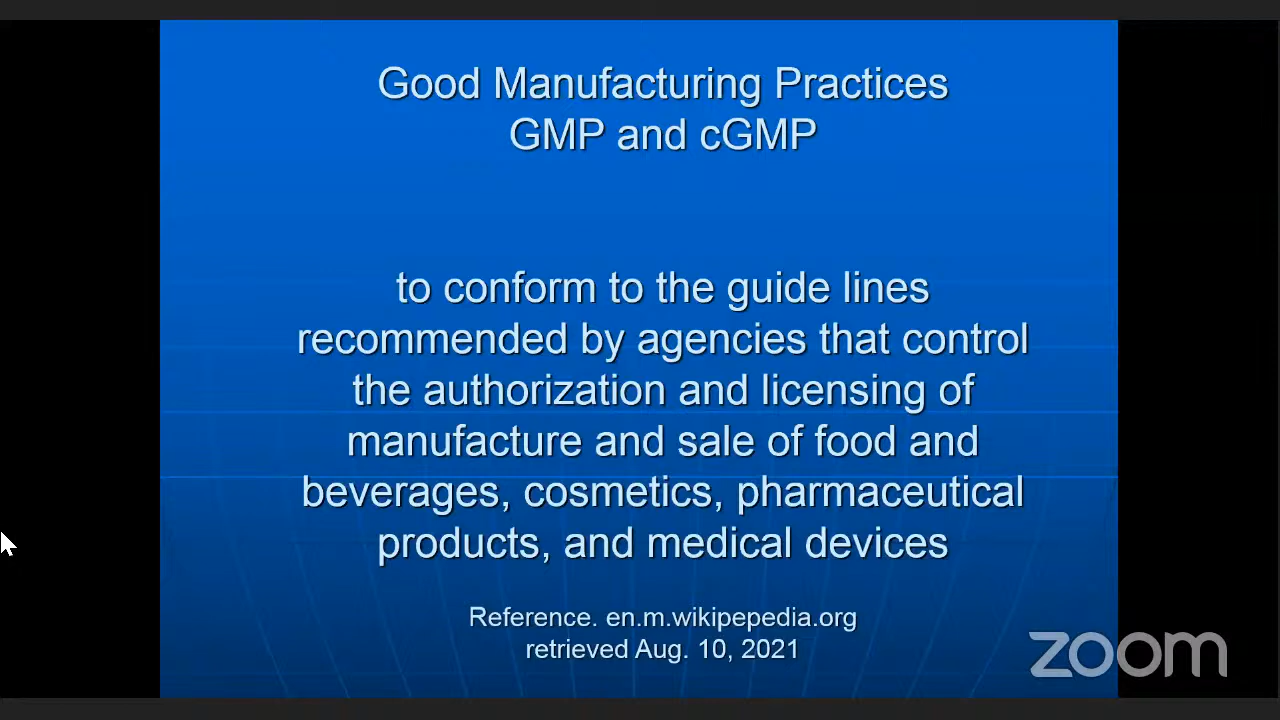 Good Manufacturing Practices
GMP and cGMP
to conform to the guide lines
recommended by agencies that control
the authorization and licensing of
manufacture and sale of food and
beverages, cosmetics, pharmaceutical
products, and medical devices
Reference. en.m.wikipepedia.org
retrieved Aug. 10, 2021
zoom